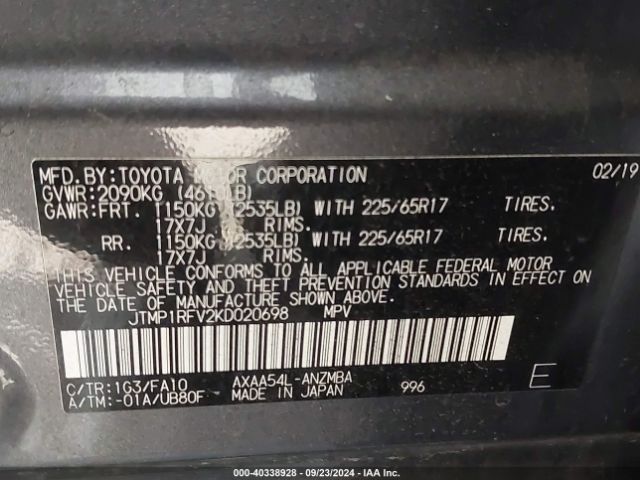 MFD.BY:TOYOTA MOTOR CORPORATION 02/19
GVWR:2090KG
GAWR:FRT. 1150KG (2535LB) WITH 225/65R17 TIRES.
17X7J RIMS.
RR. 1150KG (2535LB) WITH 225/65R17 TIRES.
17X7J RIMS.
THIS VEHICLE CONFORMS TO ALL APPLICABLE FEDERAL MOTOR
VEHICLE SAFETY AND THEFT PREVENTION STANDARDS IN EFFECT
ON THE DATE OF MANUFACTURE SHOWN ABOVE.
JTMP1RFV2KD020698 MPV
C/TR:1G3/FA10 AXAA54L-ANZMBA 996 E
A/TM:-01A/UB80F MADE IN JAPAN
000-40338928 - 09/23/2024 - IAA Inc.